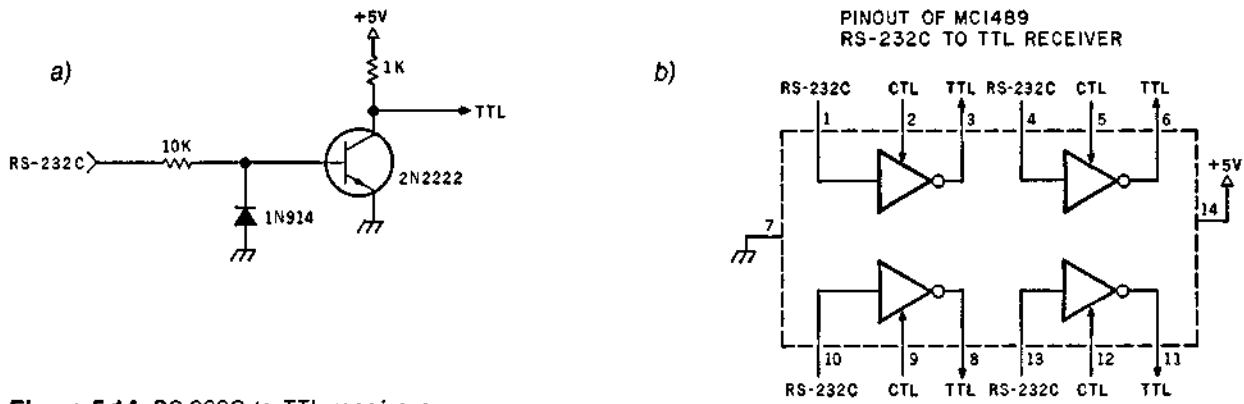 a)
+5V
1K
TTL
RS-232C
10K
2N2222
1N914
b)
PINOUT OF MC1489
RS-232C TO TTL RECEIVER
RS-232C CTL TTL RS-232C CTL TTL
1 2 3 4 5 6
+5V
7
14
10 9 8 13 12 11
RS-232C CTL TTL RS-232C CTL TTL